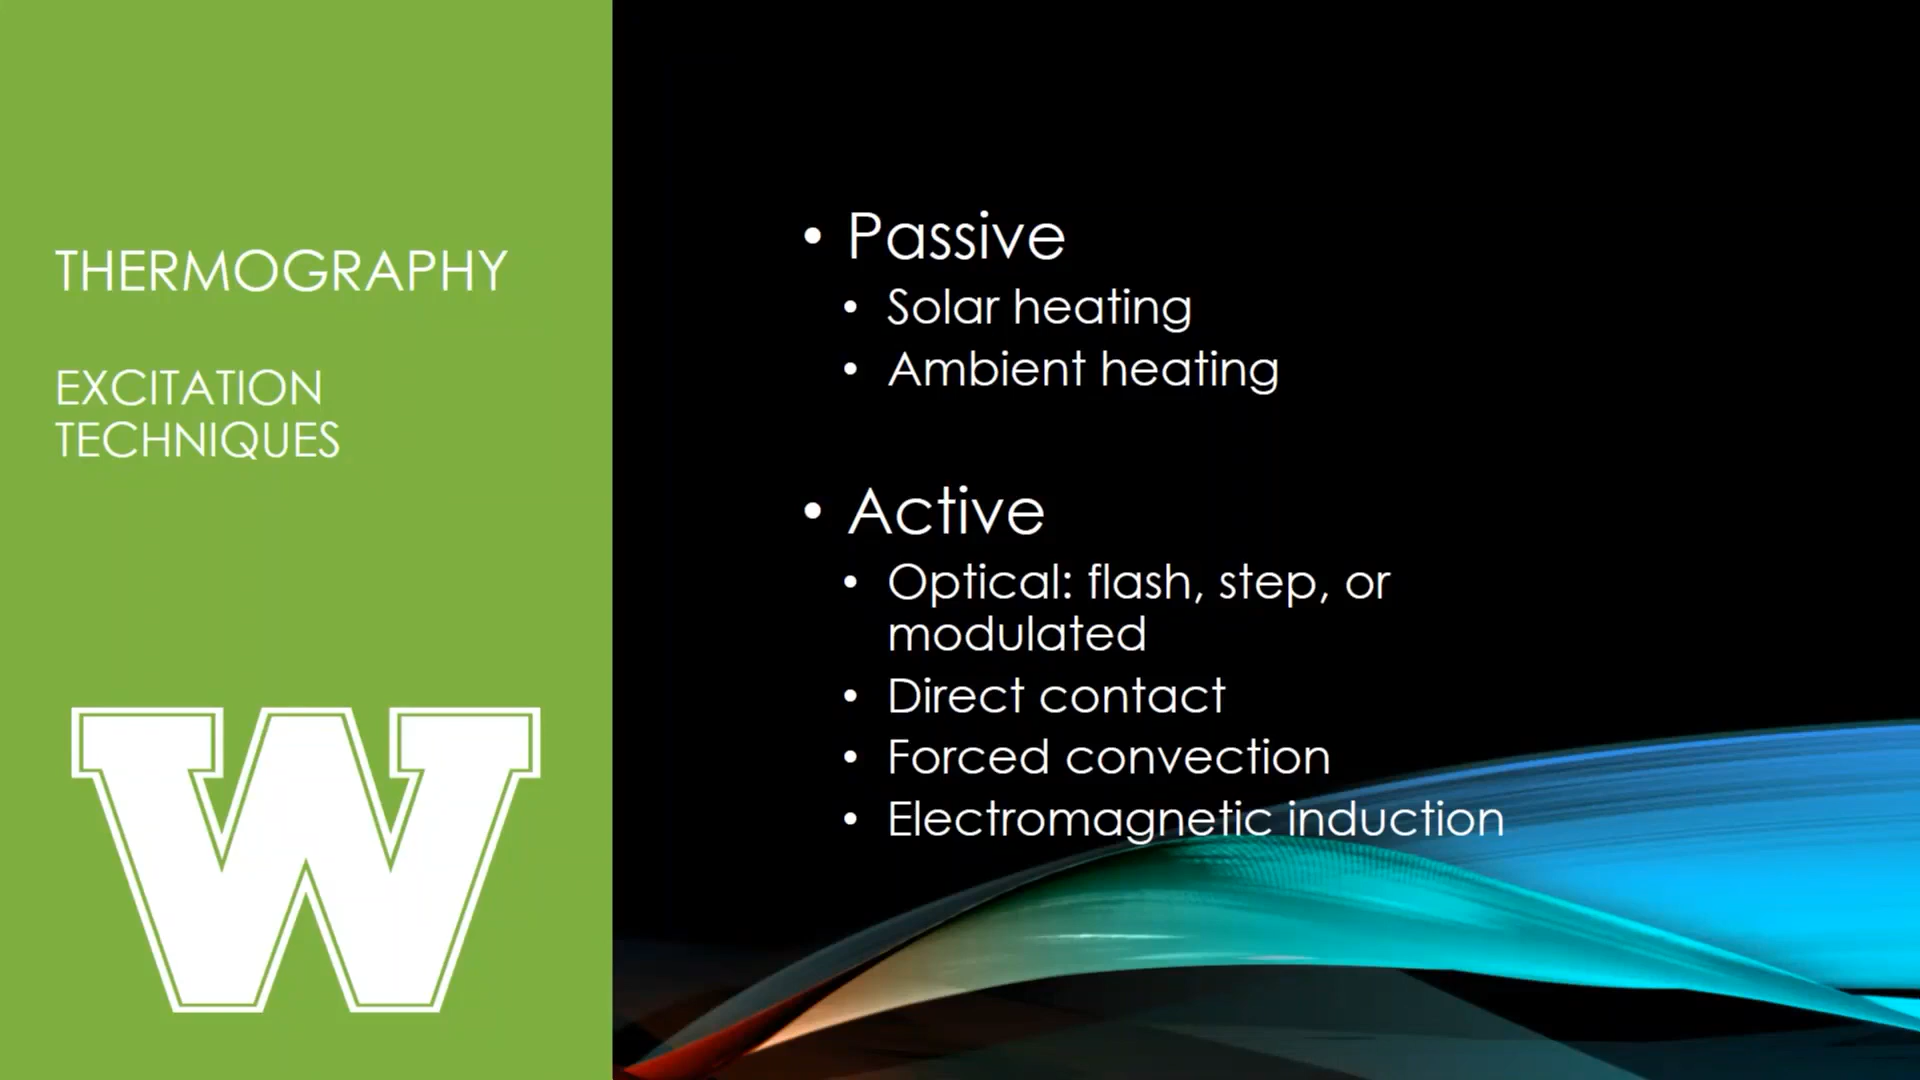 THERMOGRAPHY
EXCITATION
TECHNIQUES
W
• Passive
• Solar heating
• Ambient heating
• Active
• Optical: flash, step, or
modulated
• Direct contact
• Forced convection
• Electromagnetic induction